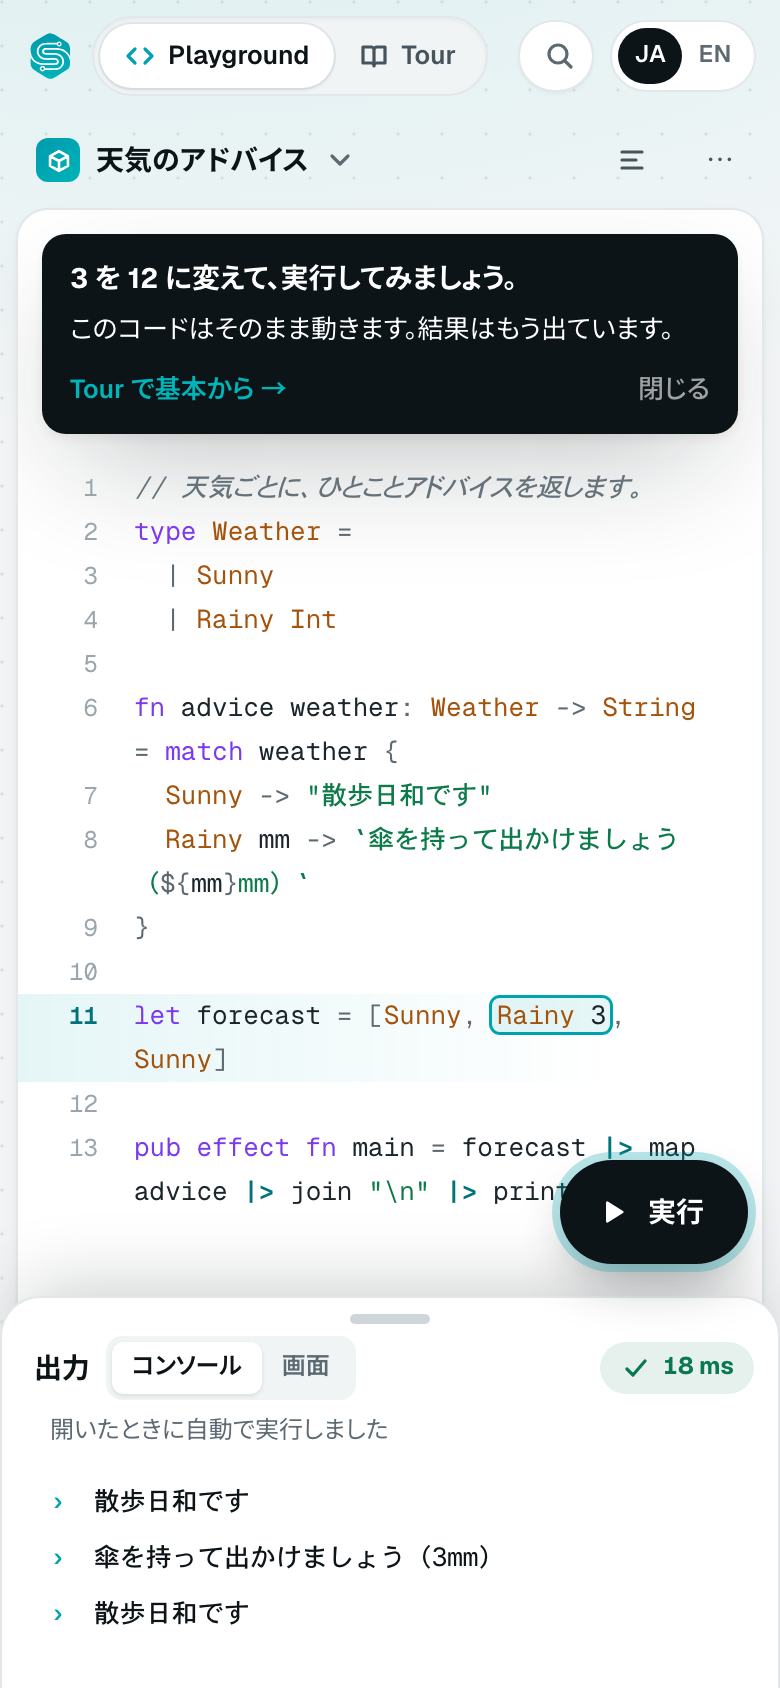 Playground
Tour
JA
EN
天気のアドバイス
3 を 12 に変えて、実行してみましょう。
このコードはそのまま動きます。結果はもう出ています。
Tour で基本から →
閉じる
1 // 天気ごとに、ひとことアドバイスを返します。
2 type Weather =
3 | Sunny
4 | Rainy Int
5
6 fn advice weather: Weather -> String
= match weather {
7 Sunny -> "散歩日和です"
8 Rainy mm -> `傘を持って出かけましょう
（${mm}mm）`
9 }
10
11 let forecast = [Sunny, Rainy 3,
Sunny]
12
13 pub effect fn main = forecast |> map
advice |> join "\n" |> print
実行
出力
コンソール
画面
18 ms
開いたときに自動で実行しました
› 散歩日和です
› 傘を持って出かけましょう（3mm）
› 散歩日和です